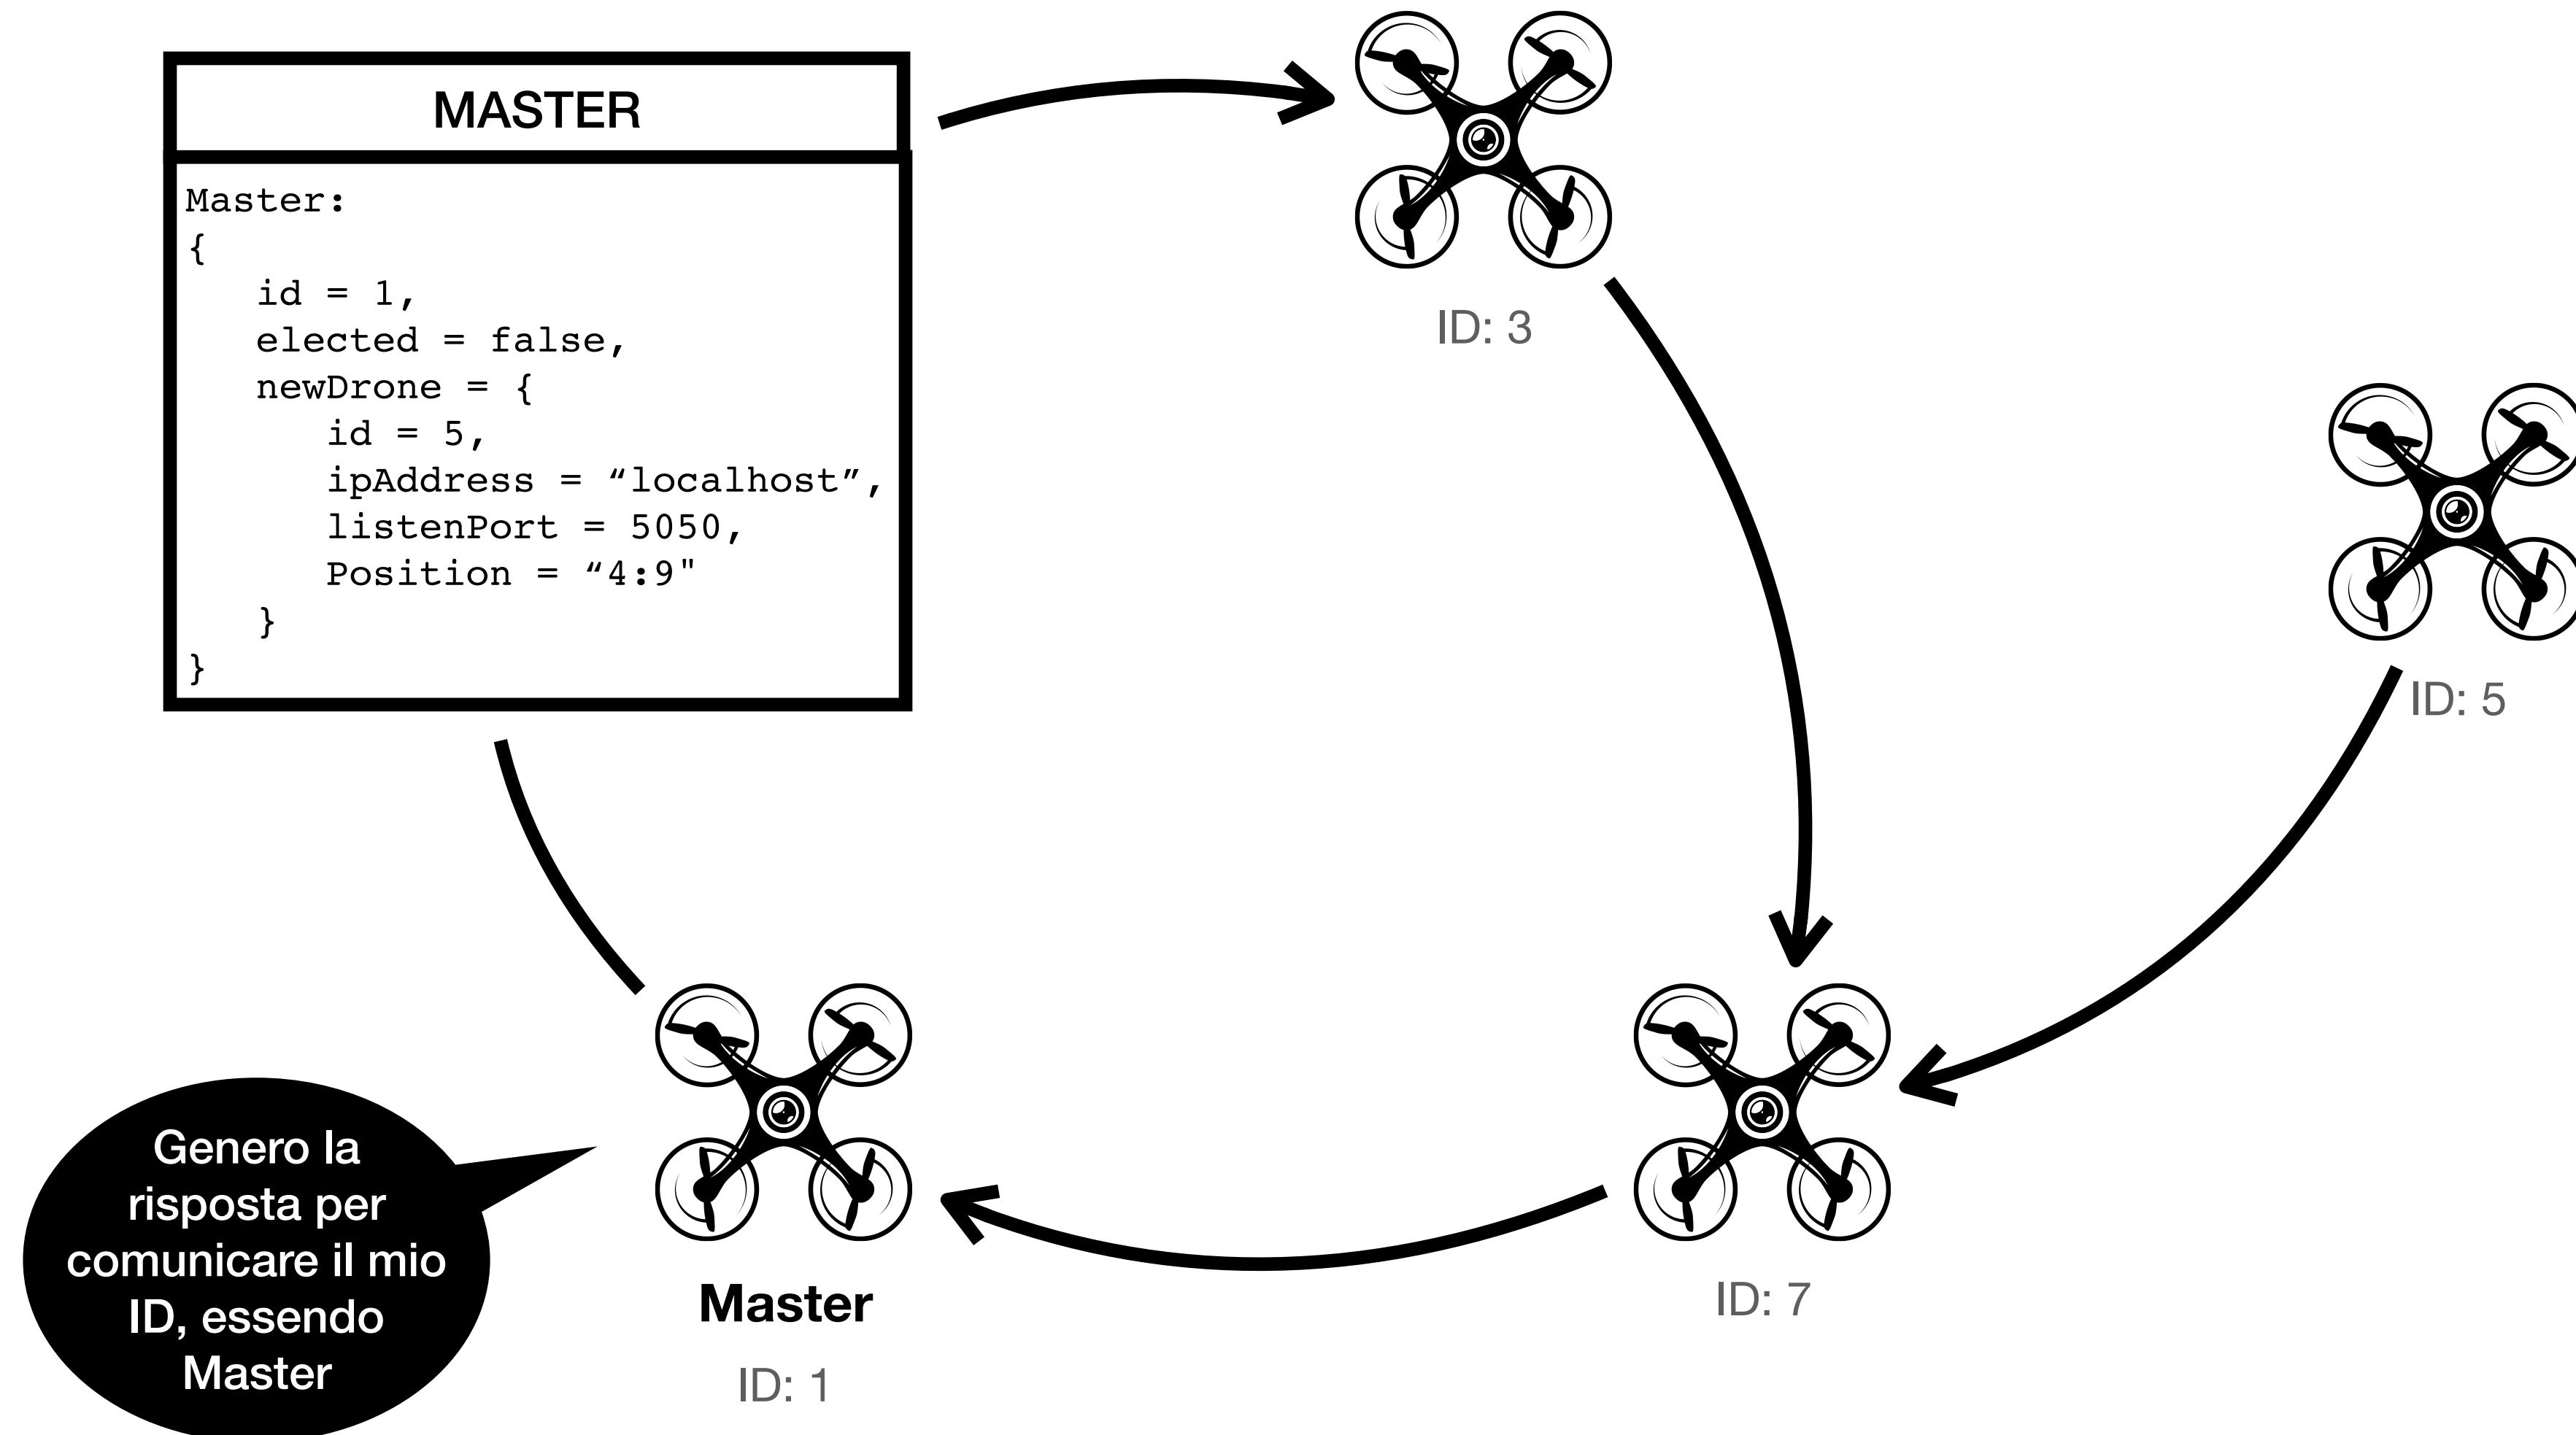 MASTER
Master:
{
    id = 1,
    elected = false,
    newDrone = {
        id = 5,
        ipAddress = “localhost”,
        listenPort = 5050,
        Position = “4:9"
    }
}
ID: 3
ID: 5
Genero la
risposta per
comunicare il mio
ID, essendo
Master
Master
ID: 1
ID: 7